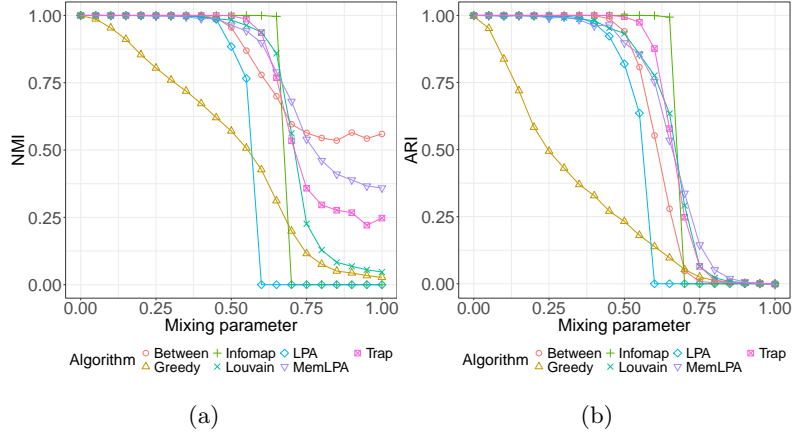 1.00
0.75
0.50
0.25
0.00
NMI
0.00 0.25 0.50 0.75 1.00
Mixing parameter
Algorithm Between Infomap LPA Trap
Greedy Louvain MemLPA
(a)
1.00
0.75
0.50
0.25
0.00
ARI
0.00 0.25 0.50 0.75 1.00
Mixing parameter
Algorithm Between Infomap LPA Trap
Greedy Louvain MemLPA
(b)